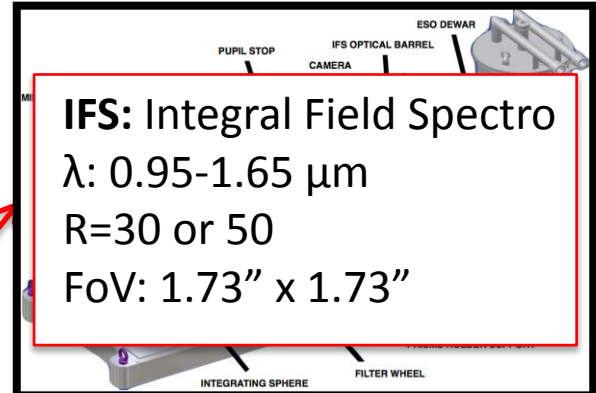 ESO DEWAR
PUPIL STOP
IFS OPTICAL BARREL
CAMERA
IFS: Integral Field Spectro
λ: 0.95-1.65 µm
R=30 or 50
FoV: 1.73” x 1.73”
INTEGRATING SPHERE
FILTER WHEEL